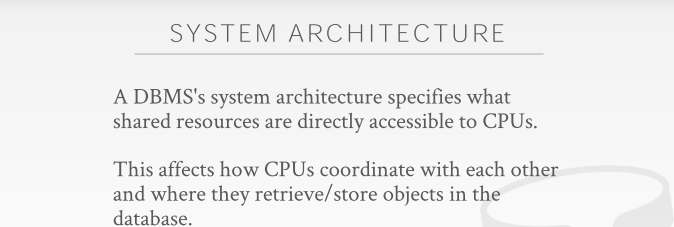 SYSTEM ARCHITECTURE
A DBMS's system architecture specifies what
shared resources are directly accessible to CPUs.
This affects how CPUs coordinate with each other
and where they retrieve/store objects in the
database.